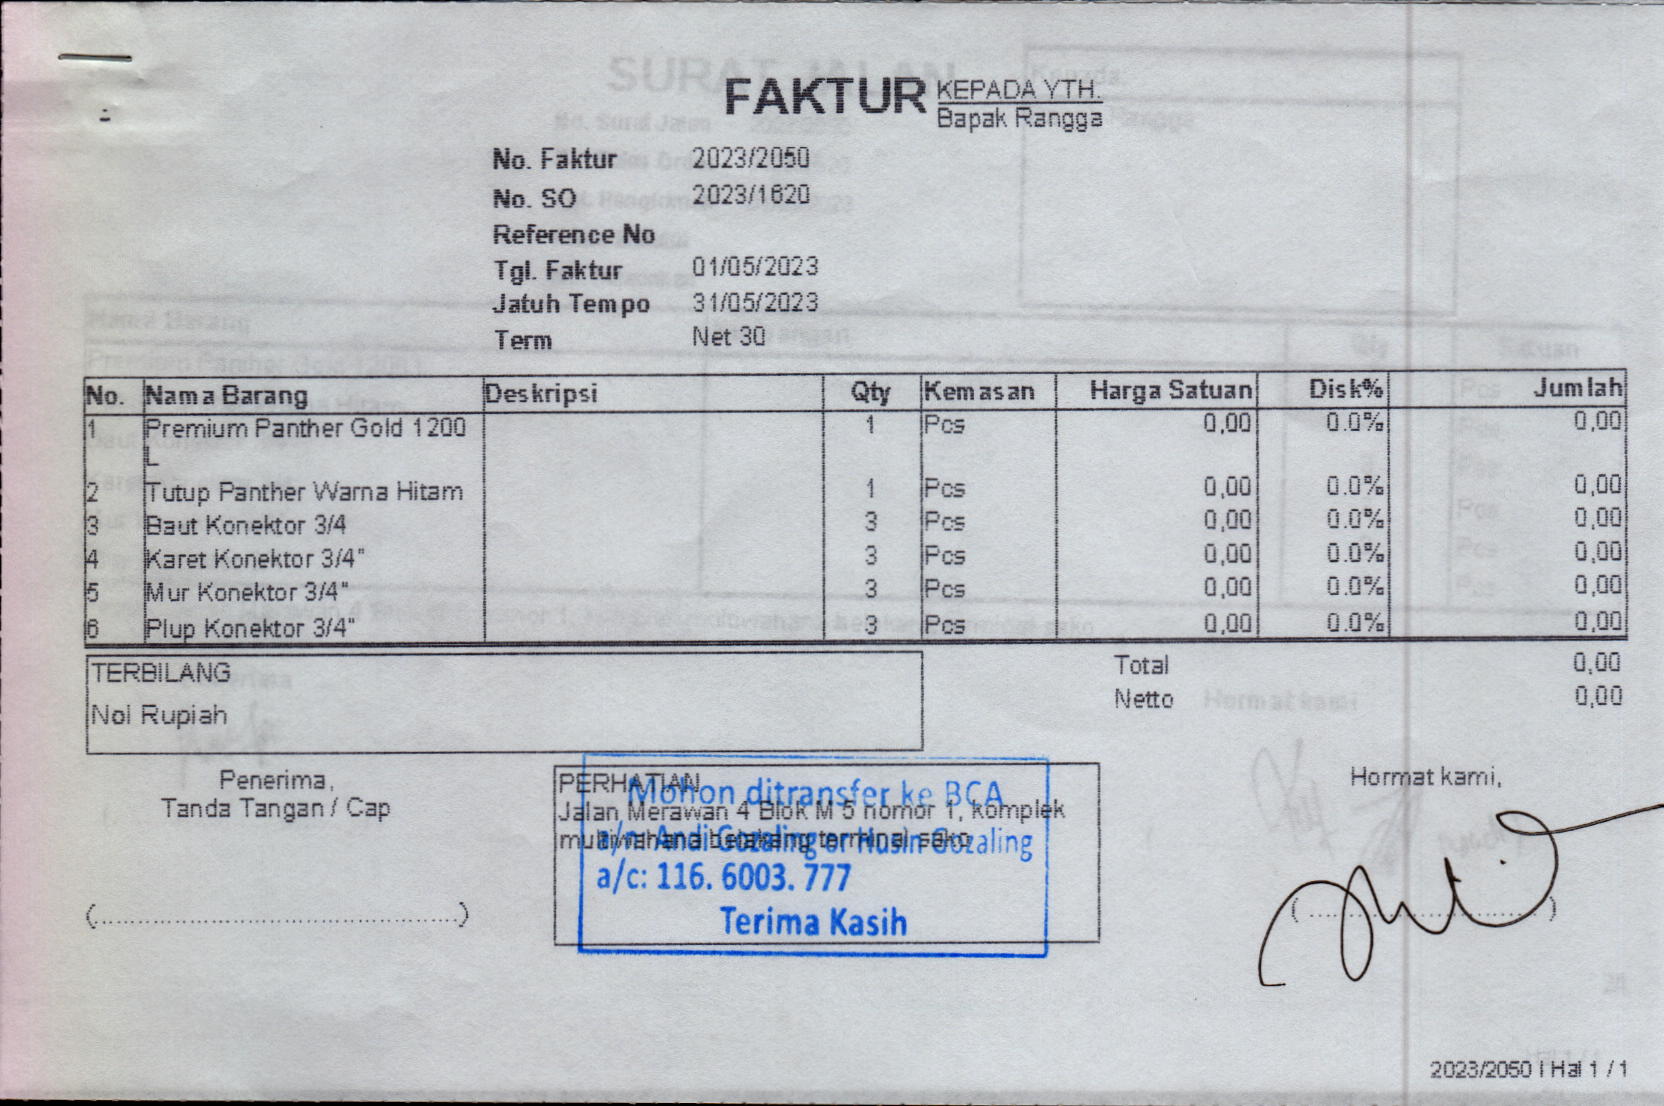 FAKTUR
KEPADA YTH.
Bapak Rangga
No. Faktur 2023/2050
No. SO 2023/1620
Reference No
Tgl. Faktur 01/05/2023
Jatuh Tempo 31/05/2023
Term Net 30
No. Nama Barang Deskripsi Qty Kemasan Harga Satuan Disk% Jumlah
1 Premium Panther Gold 1200 1 Pcs 0,00 0.0% 0,00
L
2 Tutup Panther Warna Hitam 1 Pcs 0,00 0.0% 0,00
3 Baut Konektor 3/4 3 Pcs 0,00 0.0% 0,00
4 Karet Konektor 3/4" 3 Pcs 0,00 0.0% 0,00
5 Mur Konektor 3/4" 3 Pcs 0,00 0.0% 0,00
6 Plup Konektor 3/4" 3 Pcs 0,00 0.0% 0,00
TERBILANG
Nol Rupiah
Total 0,00
Netto 0,00
Penerima,
Tanda Tangan / Cap
(..........................................)
PERHATIAN
Jalan Merawan 4 Blok M 5 nomor 1, komplek
multiwahana belakang terminal sako
Mohon ditransfer ke BCA
a/n: Andi Gozaling or Husin Gozaling
a/c: 116. 6003. 777
Terima Kasih
Hormat kami,
(..............................)
2023/2050 | Hal 1 / 1